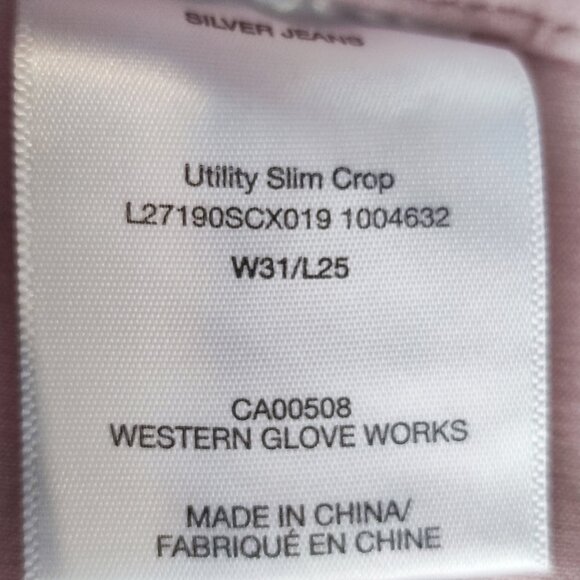 SILVER JEANS
Utility Slim Crop
L27190SCX019 1004632
W31/L25
CA00508
WESTERN GLOVE WORKS
MADE IN CHINA/
FABRIQUÉ EN CHINE